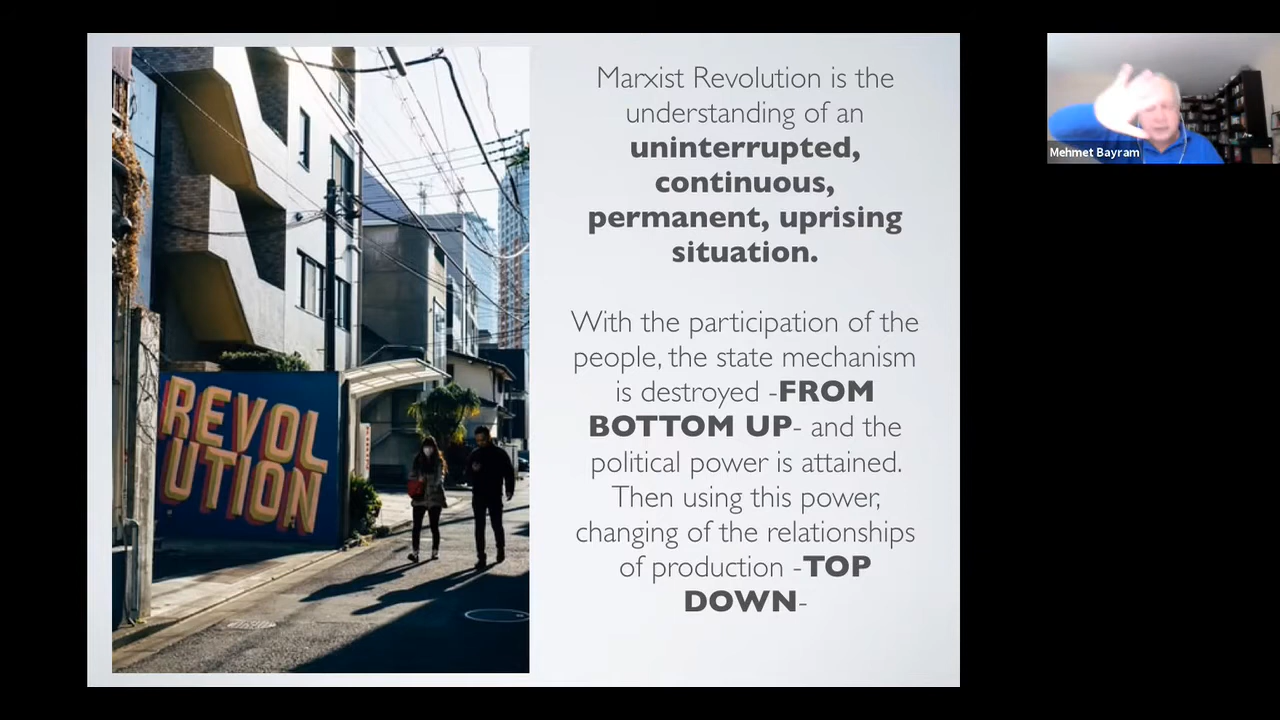 Marxist Revolution is the
understanding of an
uninterrupted,
continuous,
permanent, uprising
situation.
With the participation of the
people, the state mechanism
is destroyed -FROM
BOTTOM UP- and the
political power is attained.
Then using this power,
changing of the relationships
of production -TOP
DOWN-
REVOL
UTION
Mehmet Bayram